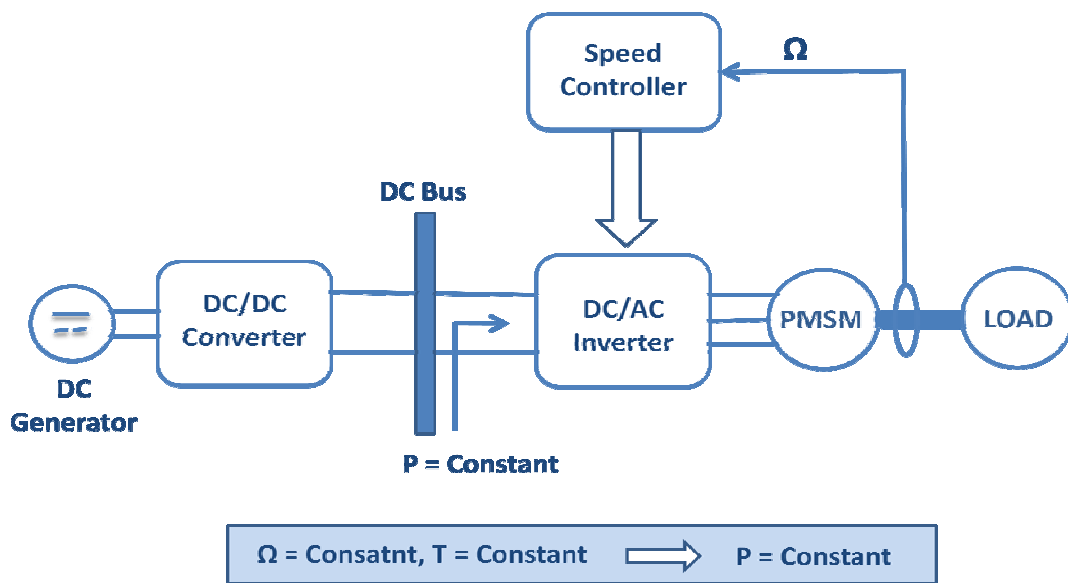 Speed
Controller
Ω
DC Bus
DC/DC
Converter
DC/AC
Inverter
PMSM
LOAD
DC
Generator
P = Constant
Ω = Consatnt, T = Constant P = Constant